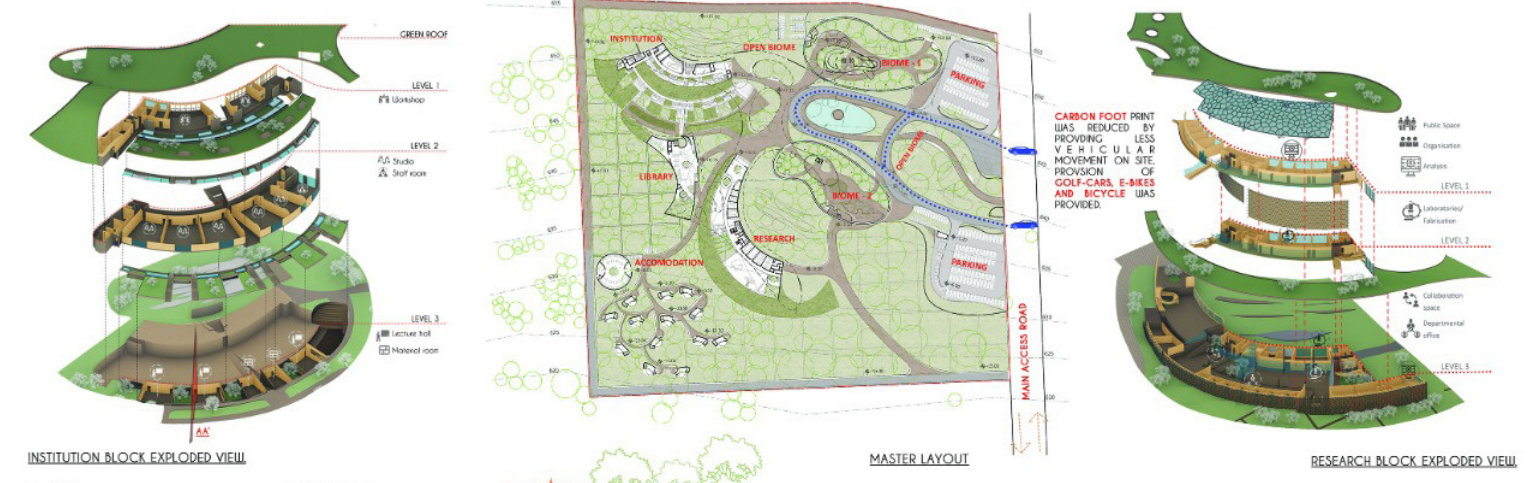 GREEN ROOF
LEVEL 1
Workshop
LEVEL 2
Studio
Staff room
LEVEL 3
Lecture hall
Material room
AA'
INSTITUTION BLOCK EXPLODED VIEW.
INSTITUTION
OPEN BIOME
BIOME - 1
PARKING
OPEN BIOME
LIBRARY
BIOME - 2
RESEARCH
ACCOMODATION
PARKING
MAIN ACCESS ROAD
MASTER LAYOUT
CARBON FOOT PRINT
WAS REDUCED BY
PROVDING LESS
VEHICULAR
MOVEMENT ON SITE.
PROVSION OF
GOLF-CARS, E-BIKES
AND BICYCLE WAS
PROVIDED.
Public Space
Organisation
Analysis
LEVEL 1
Laboratories/
Fabrication
LEVEL 2
Collaboration
space
Departmental
office
LEVEL 3
RESEARCH BLOCK EXPLODED VIEW.